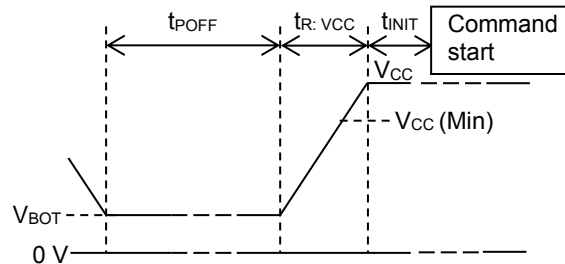 tPOFF
tR: VCC
tINIT
Command
start
VCC
VCC (Min)
VBOT
0 V